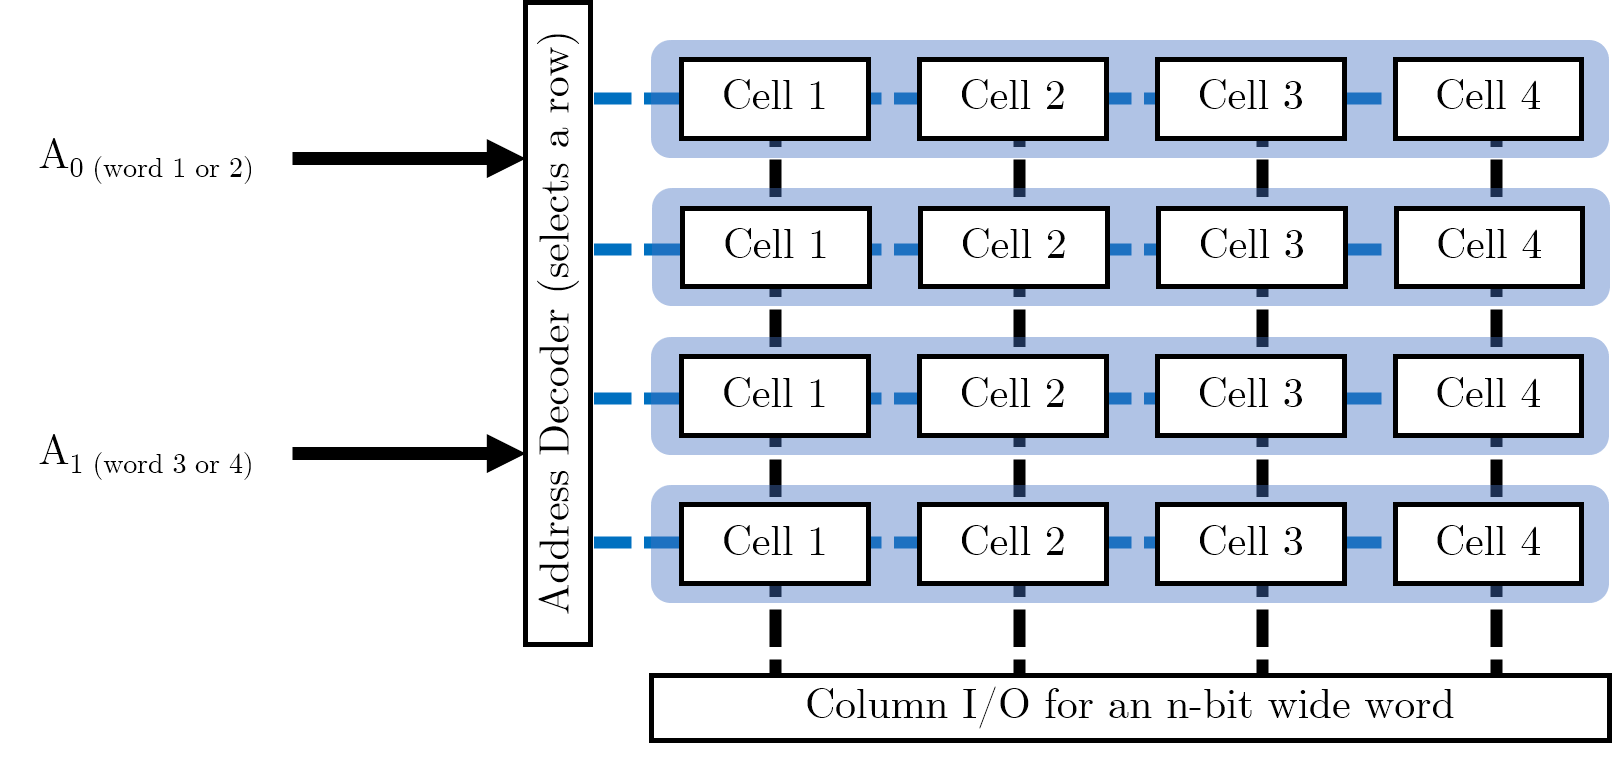 A0 (word 1 or 2)
A1 (word 3 or 4)
Address Decoder (selects a row)
Cell 1 Cell 2 Cell 3 Cell 4
Cell 1 Cell 2 Cell 3 Cell 4
Cell 1 Cell 2 Cell 3 Cell 4
Cell 1 Cell 2 Cell 3 Cell 4
Column I/O for an n-bit wide word